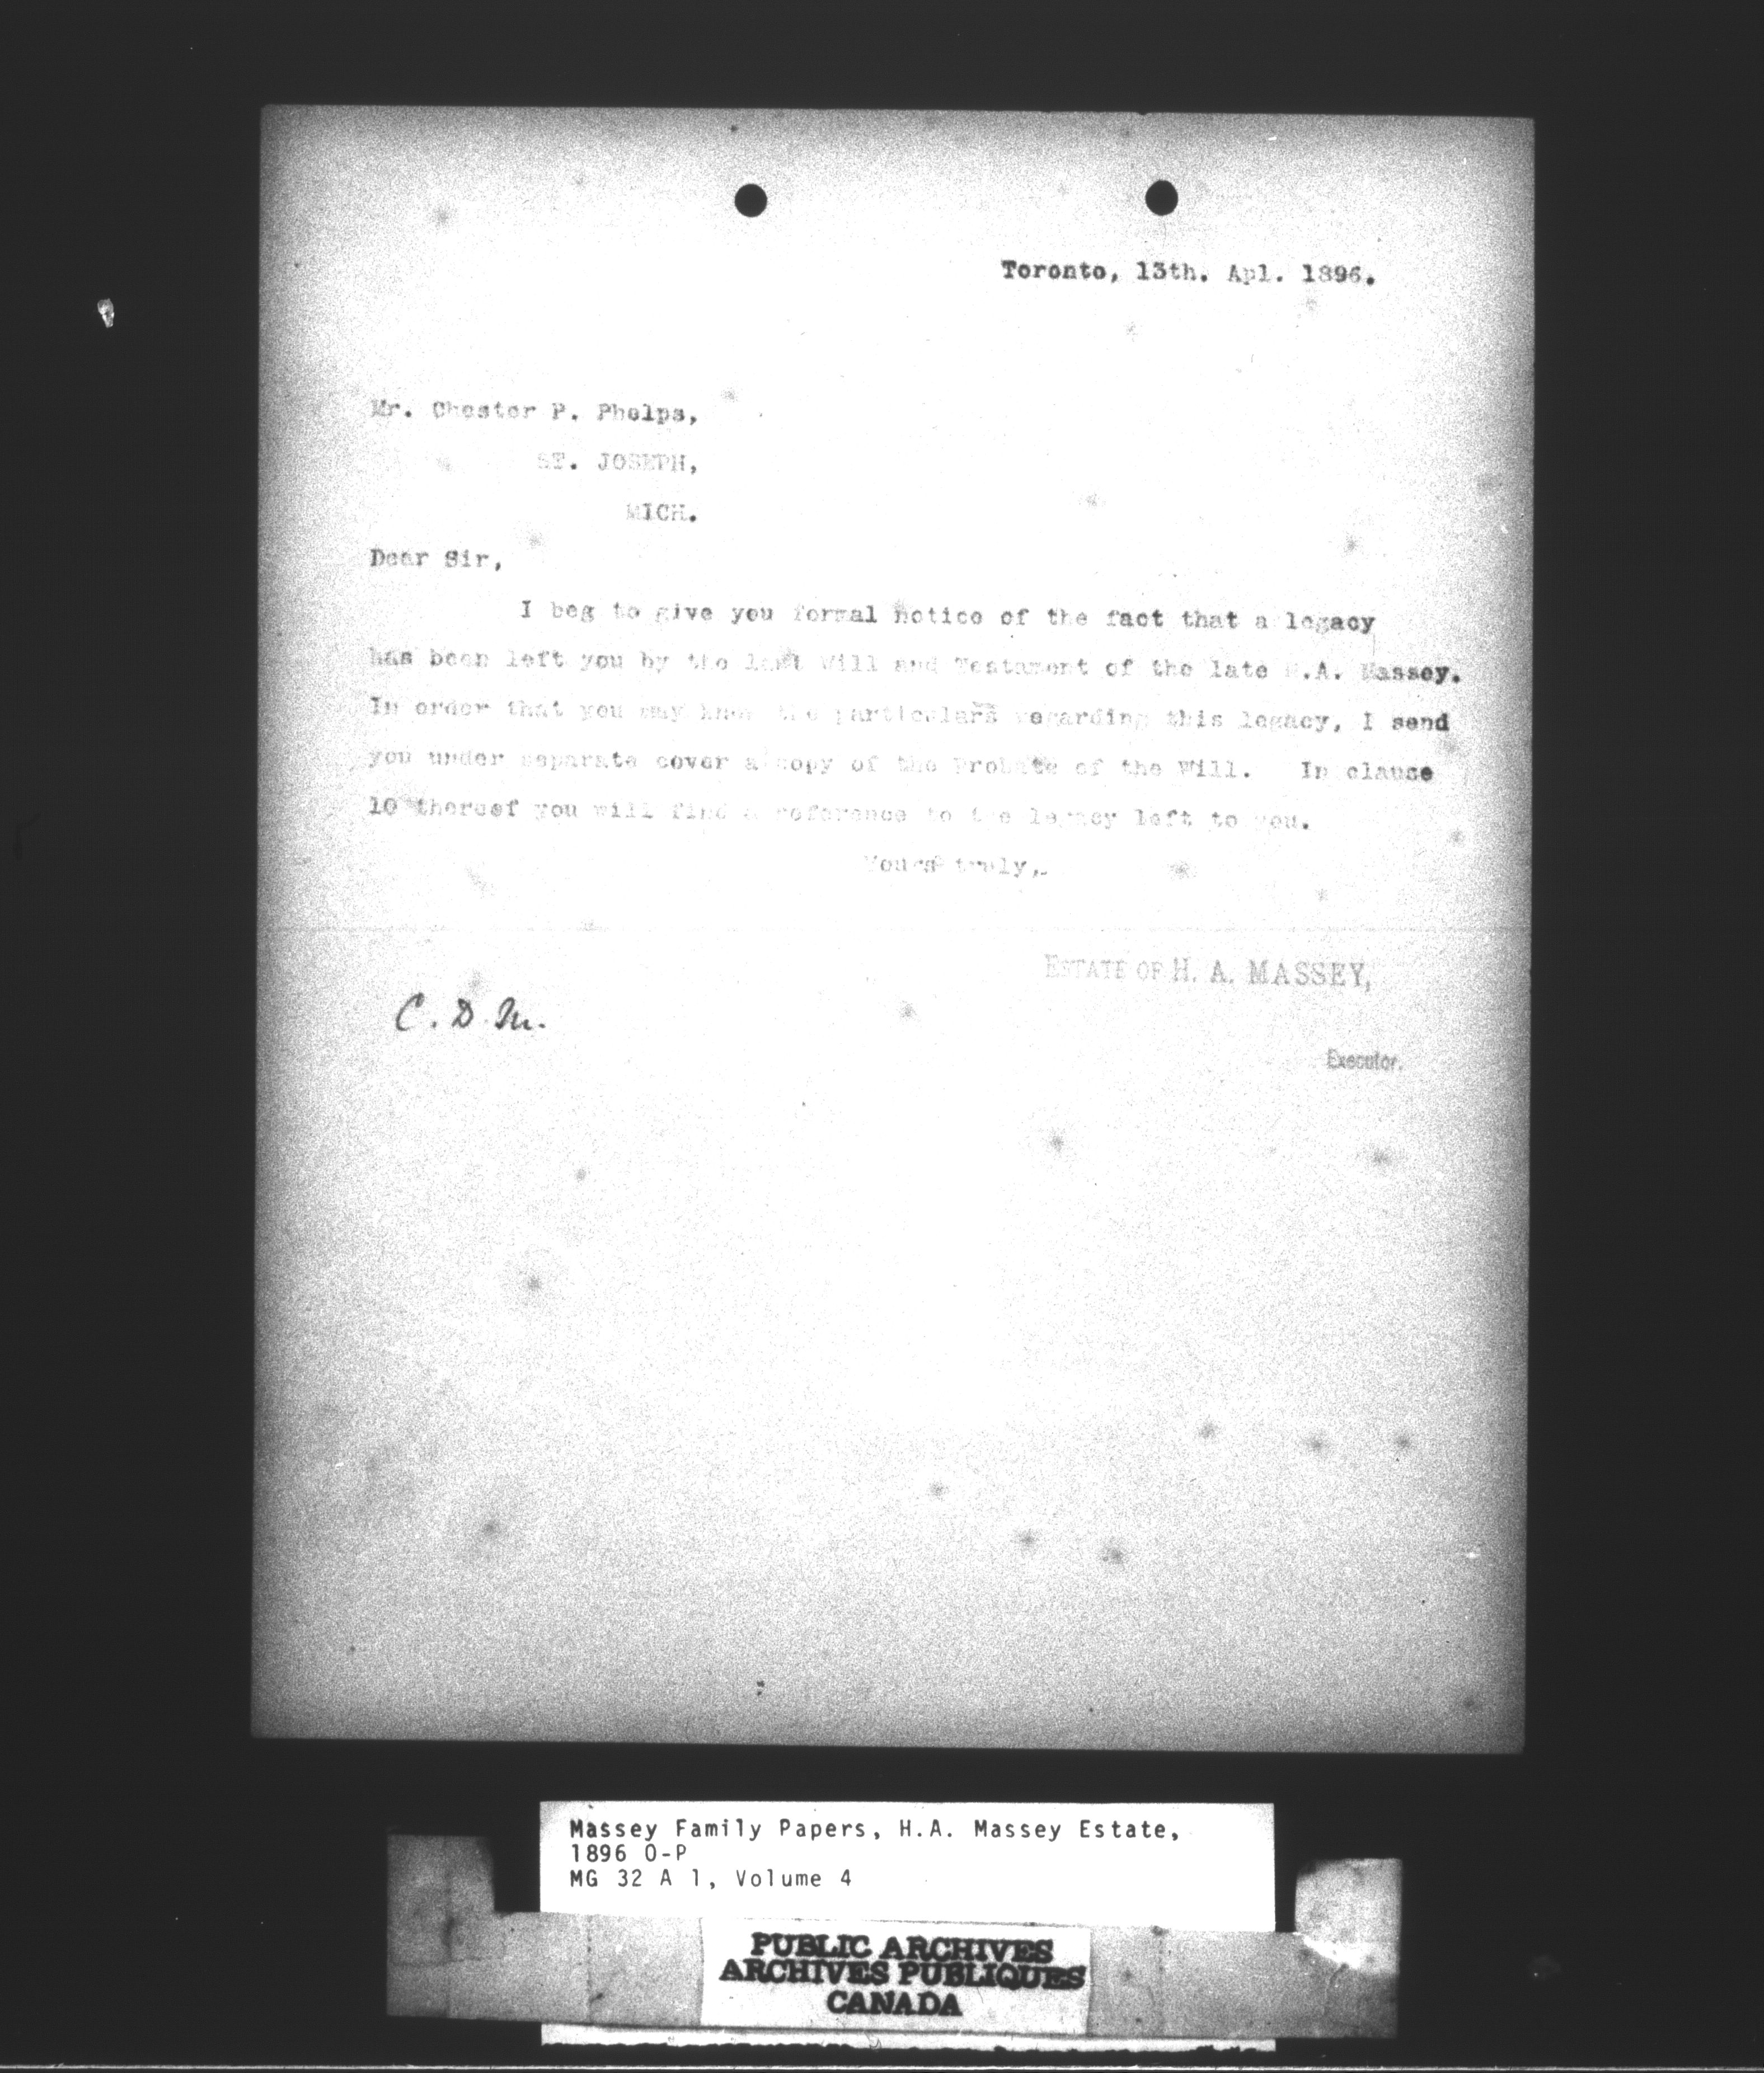 Toronto, 13th. Apl. 1896.
Mr. Chester P. Phelps,
ST. JOSEPH,
MICH.
Dear Sir,
I beg to give you formal notice of the fact that a legacy
has been left you by the last Will and Testament of the late H.A. Massey.
In order that you may know the particulars regarding this legacy, I send
you under separate cover a copy of the Probate of the Will. In clause
10 thereof you will find a reference to the legacy left to you.
Yours truly,
ESTATE OF H. A. MASSEY,
C. D. M.
Executor.
Massey Family Papers, H.A. Massey Estate,
1896 O-P
MG 32 A 1, Volume 4
PUBLIC ARCHIVES
ARCHIVES PUBLIQUES
CANADA